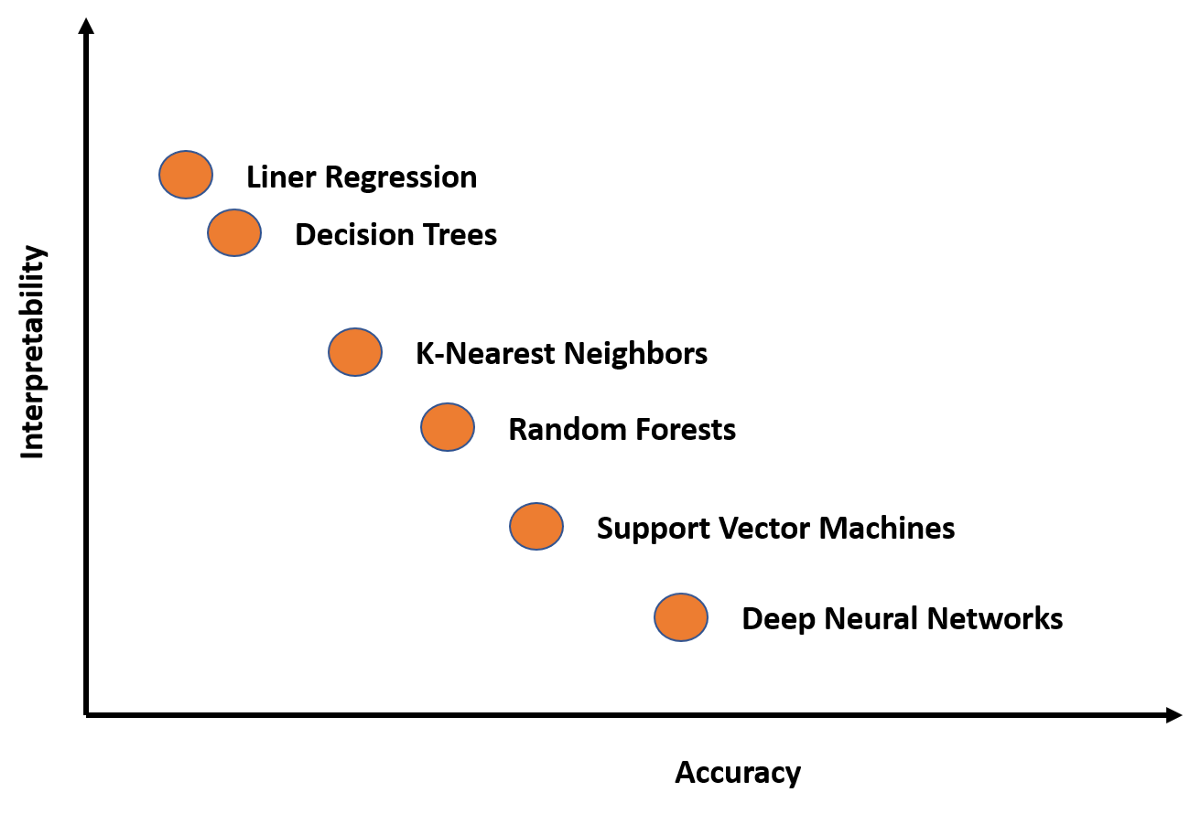 Liner Regression
Decision Trees
K-Nearest Neighbors
Random Forests
Support Vector Machines
Deep Neural Networks
Interpretability
Accuracy